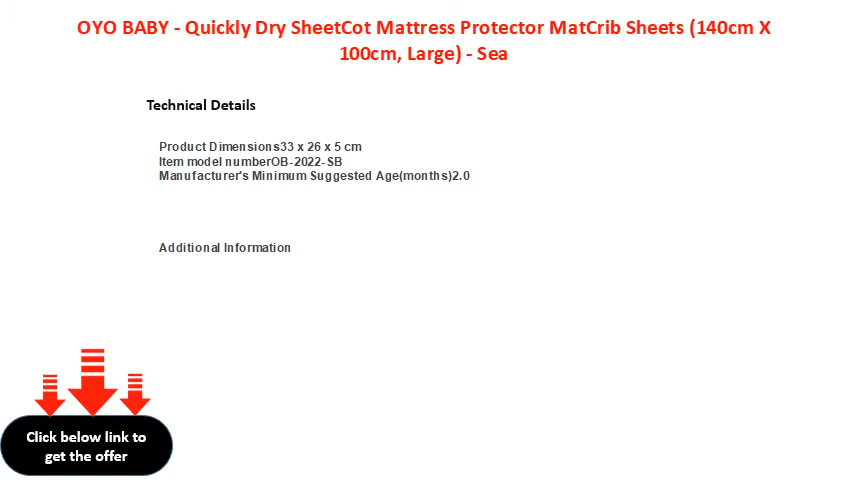 OYO BABY - Quickly Dry SheetCot Mattress Protector MatCrib Sheets (140cm X
100cm, Large) - Sea
Technical Details
Product Dimensions33 x 26 x 5 cm
Item model numberOB-2022-SB
Manufacturer's Minimum Suggested Age(months)2.0
Additional Information
Click below link to
get the offer